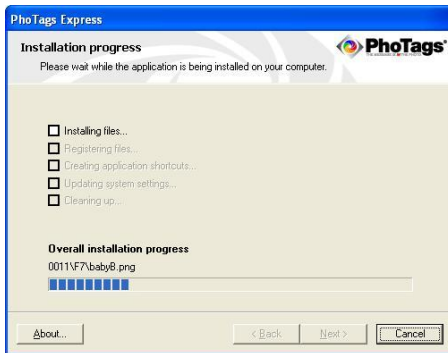 PhoTags Express
Installation progress
PhoTags
Please wait while the application is being installed on your computer.
Installing files...
Registering files...
Creating application shortcuts...
Updating system settings...
Cleaning up...
Overall installation progress
0011\F7\babyB.png
About...
< Back
Next >
Cancel